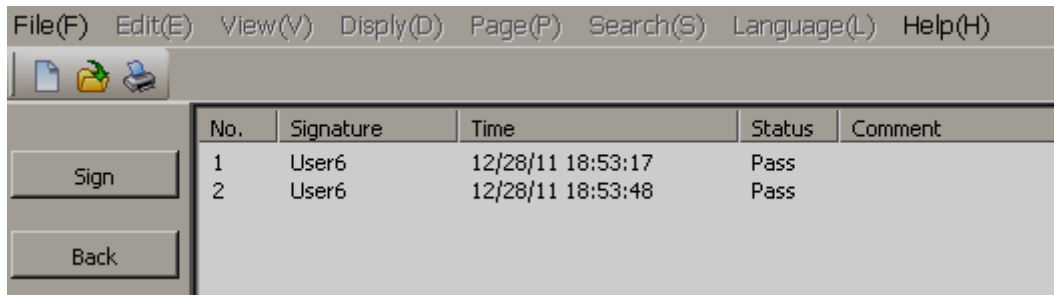 File(F) Edit(E) View(V) Disply(D) Page(P) Search(S) Language(L) Help(H)
No. Signature Time Status Comment
1 User6 12/28/11 18:53:17 Pass
2 User6 12/28/11 18:53:48 Pass
Sign
Back